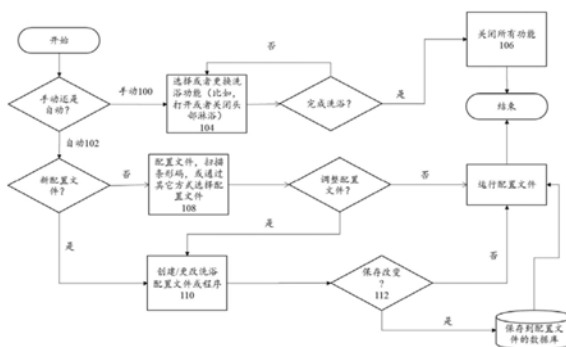 开始
手动还是
自动?
手动100
选择或者更换洗
浴功能（比如，
打开或者关闭头
部淋浴）
104
否
完成洗浴?
是
关闭所有功能
106
结束
自动102
新配置文
件?
否
配置文件，扫描
条形码，或通过
其它方式选择配
置文件
108
调整配置
文件?
否
运行配置文件
是
是
创建/更改洗浴
配置文件或程序
110
保存改变
?
112
否
是
保存到配置文
件的数据库